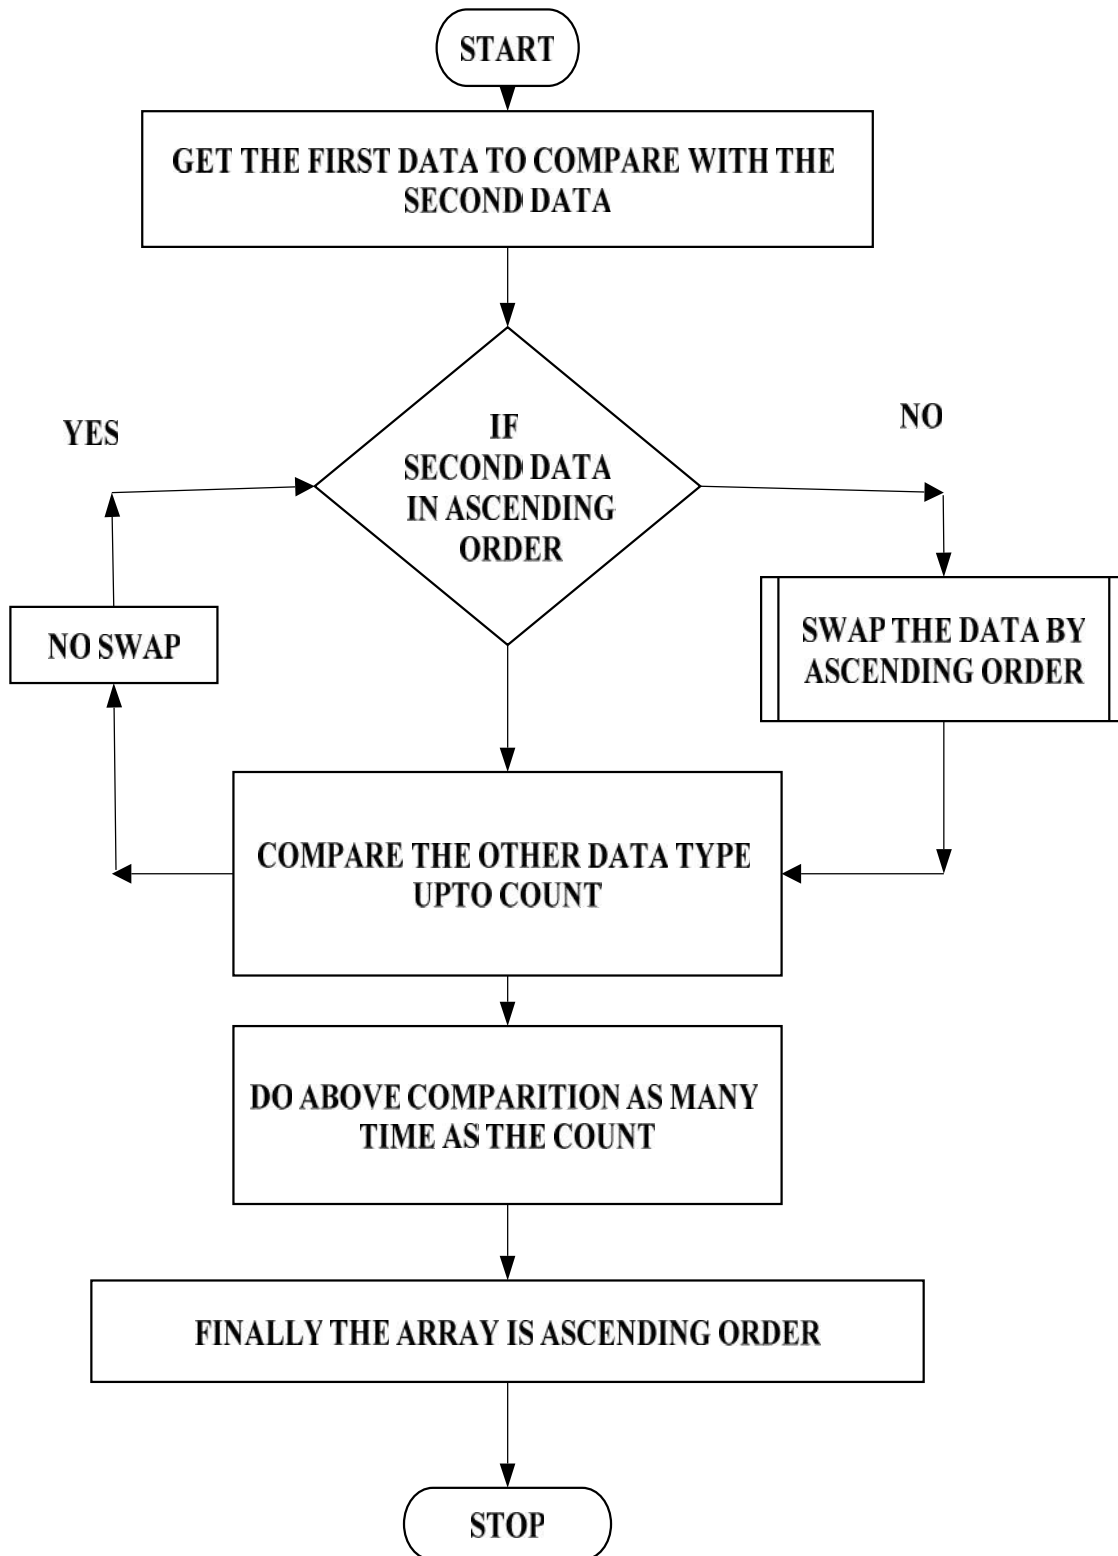 START
GET THE FIRST DATA TO COMPARE WITH THE
SECOND DATA
YES
NO
IF
SECOND DATA
IN ASCENDING
ORDER
NO SWAP
SWAP THE DATA BY
ASCENDING ORDER
COMPARE THE OTHER DATA TYPE
UPTO COUNT
DO ABOVE COMPARITION AS MANY
TIME AS THE COUNT
FINALLY THE ARRAY IS ASCENDING ORDER
STOP